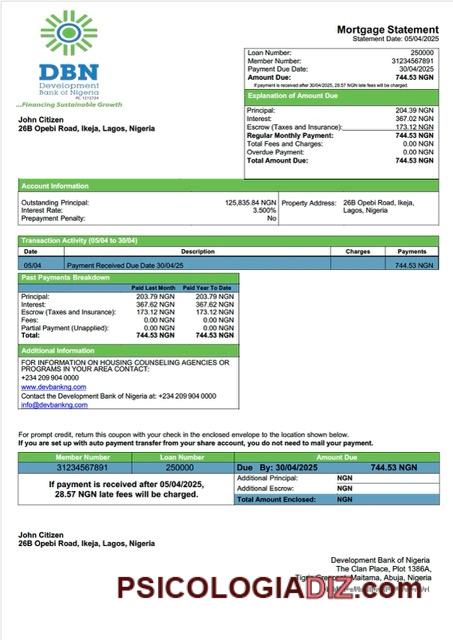 DBN
Development
Bank of Nigeria
RC 1215724
...Financing Sustainable Growth
Mortgage Statement
Statement Date: 05/04/2025
Loan Number: 250000
Member Number: 31234567891
Payment Due Date: 30/04/2025
Amount Due: 744.53 NGN
If payment is received after 30/04/2025, 28.57 NGN late fees will be charged.
Explanation of Amount Due
Principal: 204.39 NGN
Interest: 367.02 NGN
Escrow (Taxes and Insurance): 173.12 NGN
Regular Monthly Payment: 744.53 NGN
Total Fees and Charges: 0.00 NGN
Overdue Payment: 0.00 NGN
Total Amount Due: 744.53 NGN
John Citizen
26B Opebi Road, Ikeja, Lagos, Nigeria
Account Information
Outstanding Principal: 125,835.84 NGN
Interest Rate: 3.500%
Prepayment Penalty: No
Property Address: 26B Opebi Road, Ikeja,
Lagos, Nigeria
Transaction Activity (05/04 to 30/04)
Date Description Charges Payments
05/04 Payment Received Due Date 30/04/25 744.53 NGN
Past Payments Breakdown
Paid Last Month Paid Year To Date
Principal: 203.79 NGN 203.79 NGN
Interest: 367.62 NGN 367.62 NGN
Escrow (Taxes and Insurance): 173.12 NGN 173.12 NGN
Fees: 0.00 NGN 0.00 NGN
Partial Payment (Unapplied): 0.00 NGN 0.00 NGN
Total: 744.53 NGN 744.53 NGN
Additional Information
FOR INFORMATION ON HOUSING COUNSELING AGENCIES OR
PROGRAMS IN YOUR AREA CONTACT:
+234 209 904 0000
www.devbankng.com
Contact the Development Bank of Nigeria at: +234 209 904 0000
info@devbankng.com
For prompt credit, return this coupon with your check in the enclosed envelope to the location shown below.
If you are set up with auto payment transfer from your share account, you do not need to mail your payment.
Member Number Loan Number Amount Due
31234567891 250000 Due By: 30/04/2025 744.53 NGN
If payment is received after 05/04/2025,
28.57 NGN late fees will be charged.
Additional Principal: NGN
Additional Escrow: NGN
Total Amount Enclosed: NGN
John Citizen
26B Opebi Road, Ikeja, Lagos, Nigeria
Development Bank of Nigeria
The Clan Place, Plot 1386A,
Tigris Crescent, Maitama, Abuja, Nigeria
PSICOLOGIADIZ.com